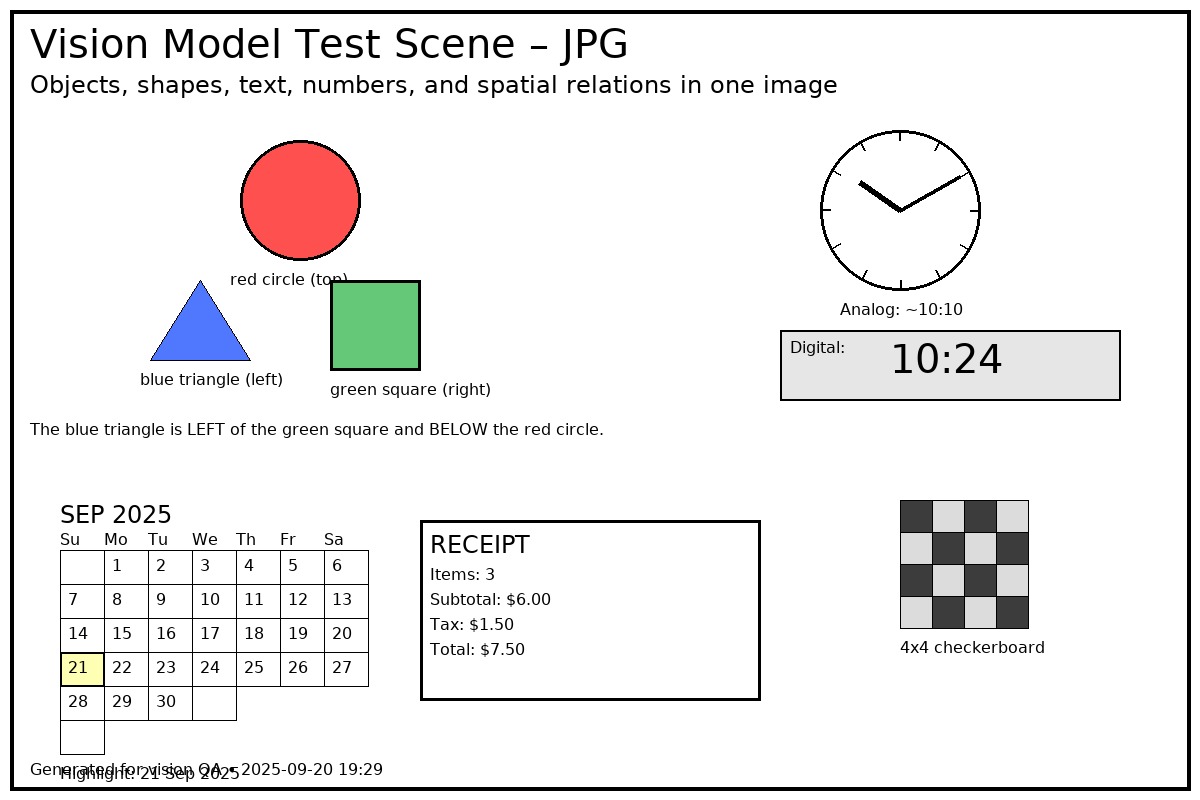 Vision Model Test Scene – JPG
Objects, shapes, text, numbers, and spatial relations in one image
red circle (top)
blue triangle (left)
green square (right)
The blue triangle is LEFT of the green square and BELOW the red circle.
Analog: ~10:10
Digital: 10:24
SEP 2025
Su Mo Tu We Th Fr Sa
1 2 3 4 5 6
7 8 9 10 11 12 13
14 15 16 17 18 19 20
21 22 23 24 25 26 27
28 29 30
RECEIPT
Items: 3
Subtotal: $6.00
Tax: $1.50
Total: $7.50
4x4 checkerboard
Generated for vision QA • 2025-09-20 19:29
Highlight: 21 Sep 2025